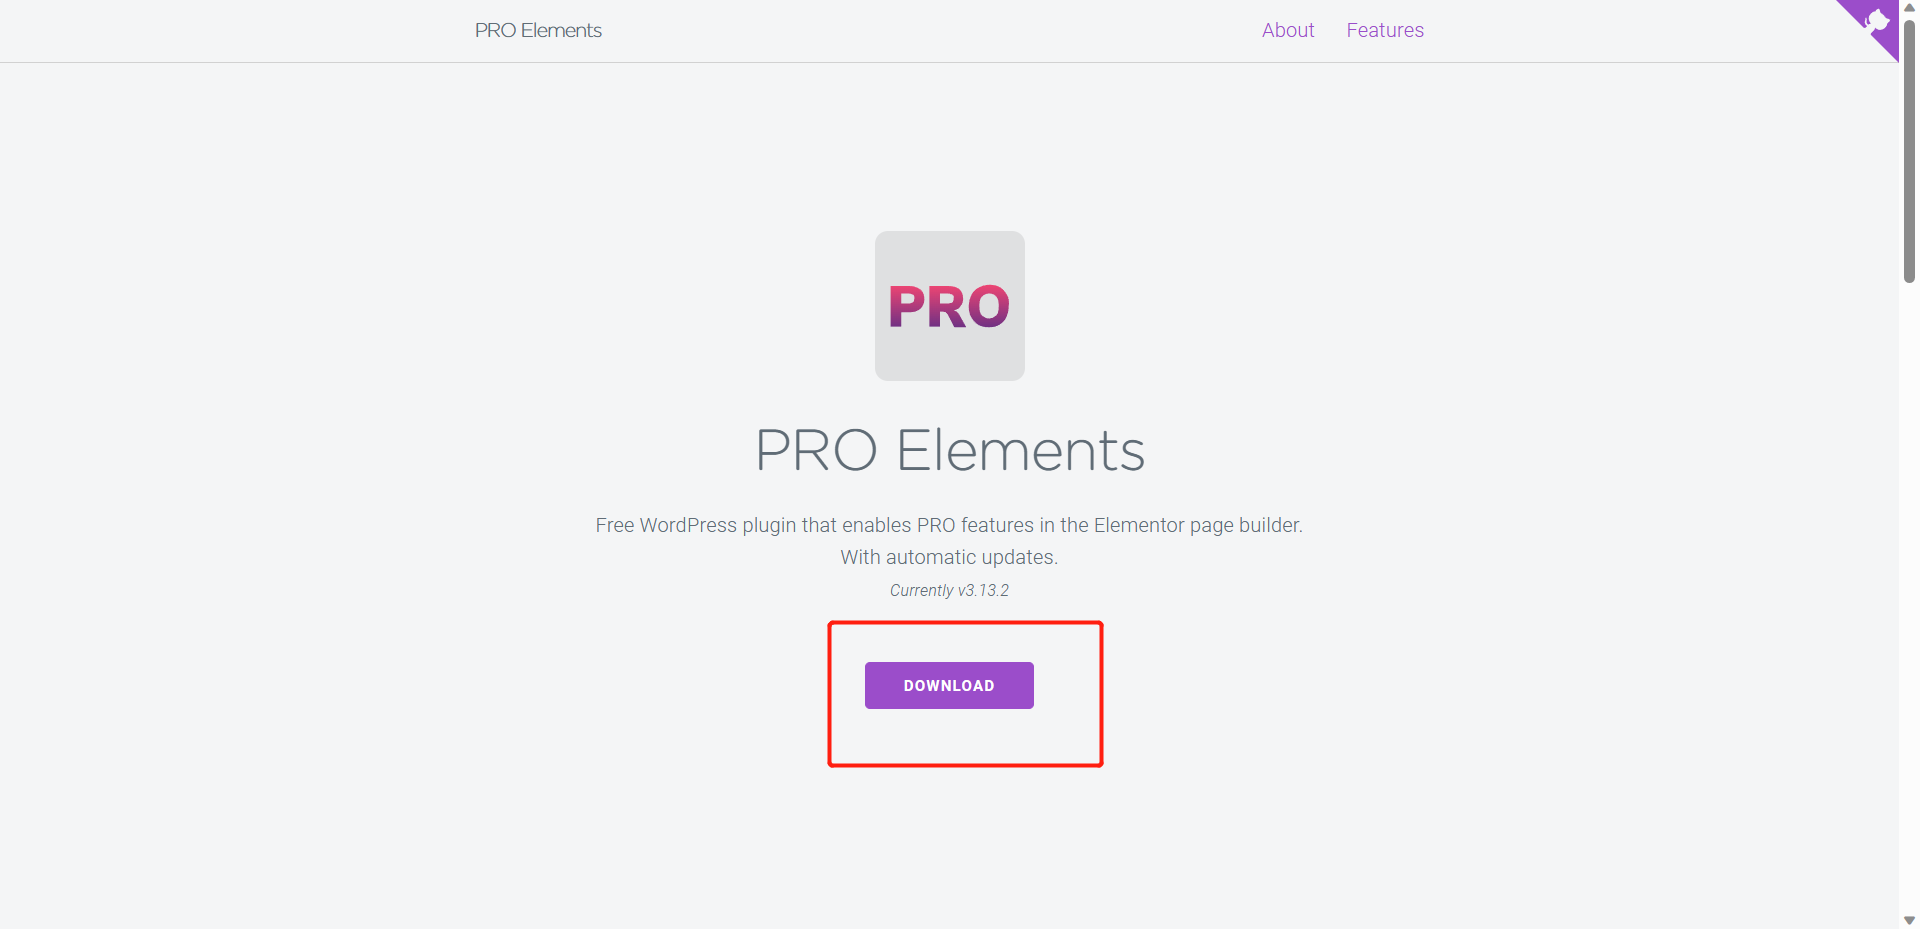 PRO Elements
About
Features
PRO
PRO Elements
Free WordPress plugin that enables PRO features in the Elementor page builder.
With automatic updates.
Currently v3.13.2
DOWNLOAD